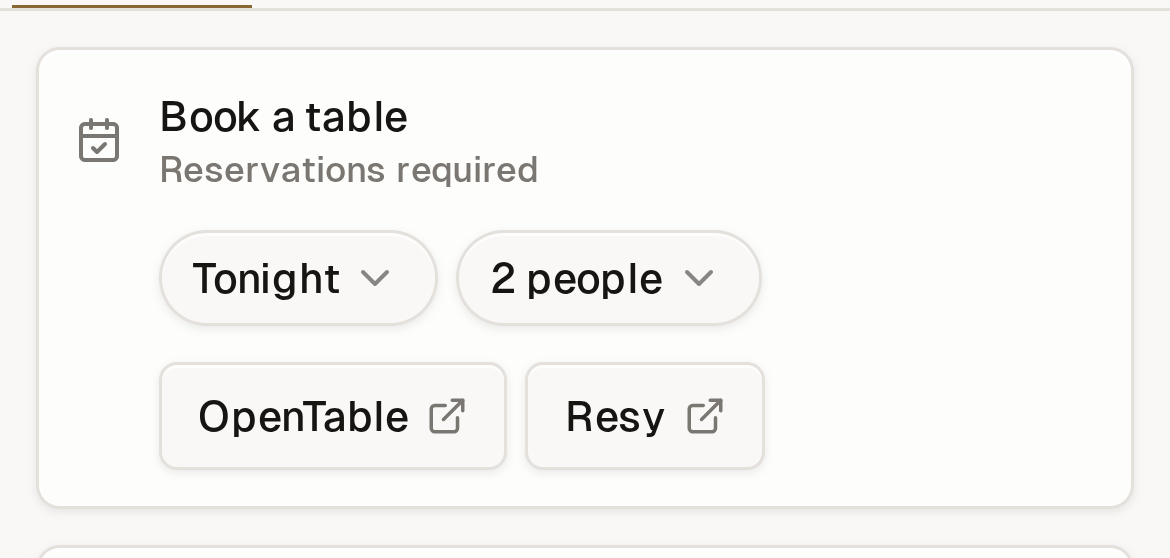 Book a table
Reservations required
Tonight
2 people
OpenTable
Resy